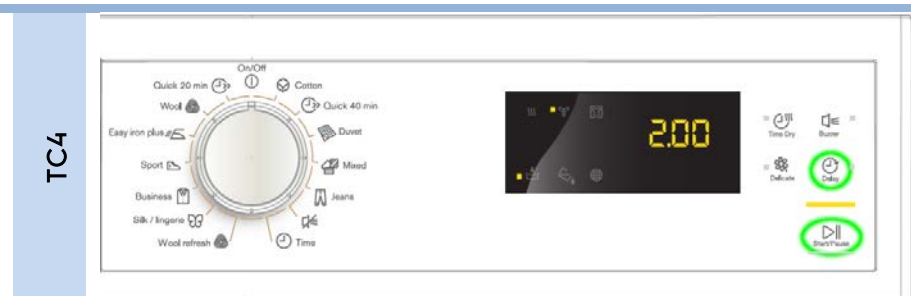 TC4
On/Off
Quick 20 min
Cotton
Wool
Quick 40 min
Easy iron plus
Duvet
Sport
Mixed
Business
Jeans
Silk / lingerie
Wool refresh
Time
2.00
Time Dry
Buzzer
Delicate
Delay
Start/Pause